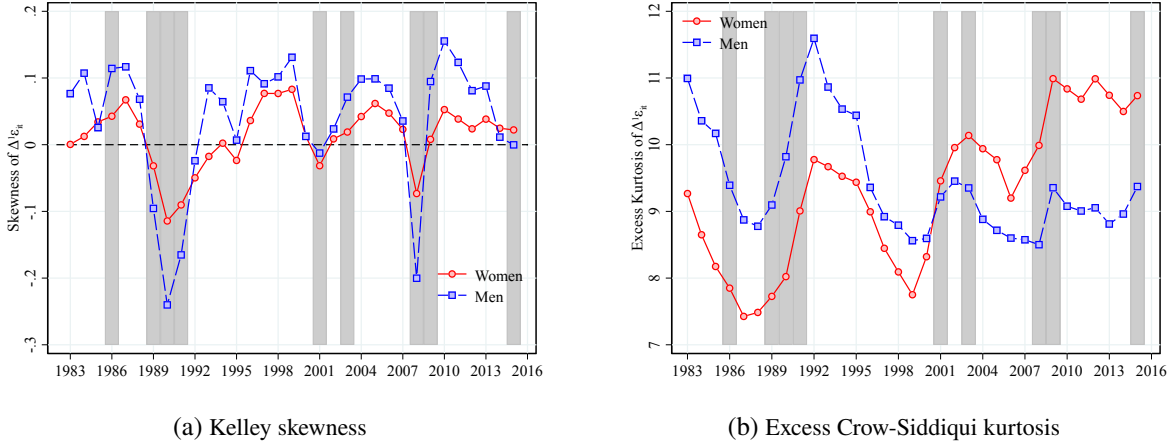 .2
.1
0
-.1
-.2
-.3
Skewness of Δ¹ε_it
Women
Men
1983 1986 1989 1992 1995 1998 2001 2004 2007 2010 2013 2016
(a) Kelley skewness
12
11
10
9
8
7
Excess Kurtosis of Δ¹ε_it
Women
Men
1983 1986 1989 1992 1995 1998 2001 2004 2007 2010 2013 2016
(b) Excess Crow-Siddiqui kurtosis